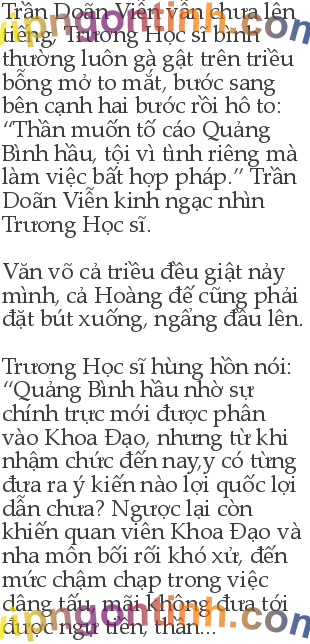 Trần Doãn Viễn vẫn chưa lên
tiếng, Trương Học sĩ bình
thường luôn gà gật trên triều
bỗng mở to mắt, bước sang
bên cạnh hai bước rồi hô to:
“Thần muốn tố cáo Quảng
Bình hầu, tội vì tình riêng mà
làm việc bất hợp pháp.” Trần
Doãn Viễn kinh ngạc nhìn
Trương Học sĩ.

Văn võ cả triều đều giật nảy
mình, cả Hoàng đế cũng phải
đặt bút xuống, ngẩng đầu lên.

Trương Học sĩ hùng hồn nói:
“Quảng Bình hầu nhờ sự
chính trực mới được phân
vào Khoa Đạo, nhưng từ khi
nhậm chức đến nay,y có từng
đưa ra ý kiến nào lợi quốc lợi
dân chưa? Ngược lại còn
khiến quan viên Khoa Đạo và
nha môn bối rối khó xử, đến
mức chậm chạp trong việc
dâng tấu, mãi không đưa tới
được ngự tiền, thần...